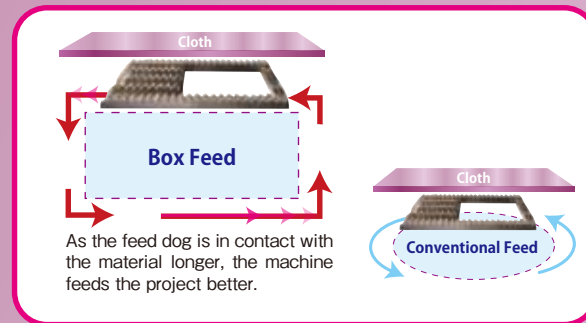 Cloth
Box Feed
As the feed dog is in contact with
the material longer, the machine
feeds the project better.
Cloth
Conventional Feed